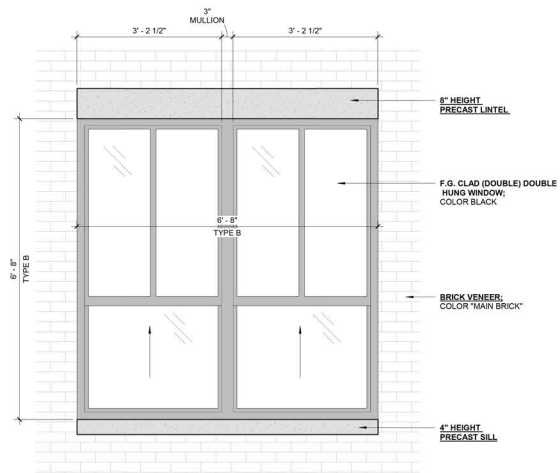 3"
MULLION
3' - 2 1/2"
3' - 2 1/2"
8" HEIGHT
PRECAST LINTEL
F.G. CLAD (DOUBLE) DOUBLE
HUNG WINDOW;
COLOR BLACK
6' - 8"
TYPE B
6' - 8"
TYPE B
BRICK VENEER;
COLOR "MAIN BRICK"
4" HEIGHT
PRECAST SILL